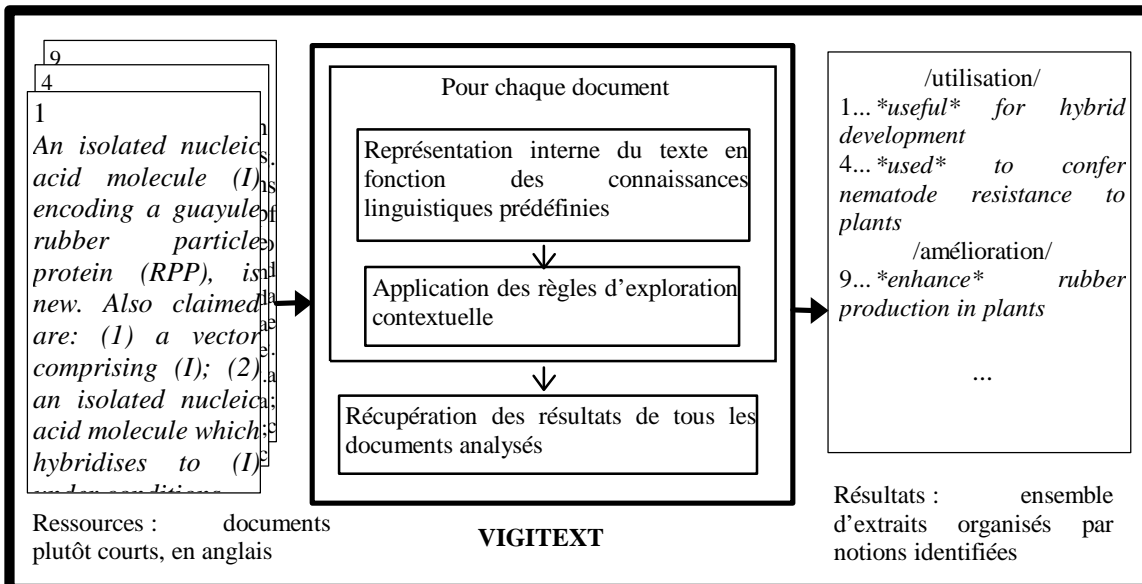 9
4
1
An isolated nucleic
acid molecule (I)
encoding a guayule
rubber particle
protein (RPP), is
new. Also claimed
are: (1) a vector
comprising (I); (2)
an isolated nucleic
acid molecule which
hybridises to (I)
under conditions
Ressources : documents
plutôt courts, en anglais
Pour chaque document
Représentation interne du texte en
fonction des connaissances
linguistiques prédéfinies
Application des règles d'exploration
contextuelle
Récupération des résultats de tous les
documents analysés
VIGITEXT
/utilisation/
1... *useful* for hybrid
development
4... *used* to confer
nematode resistance to
plants
/amélioration/
9... *enhance* rubber
production in plants
...
Résultats : ensemble
d'extraits organisés par
notions identifiées